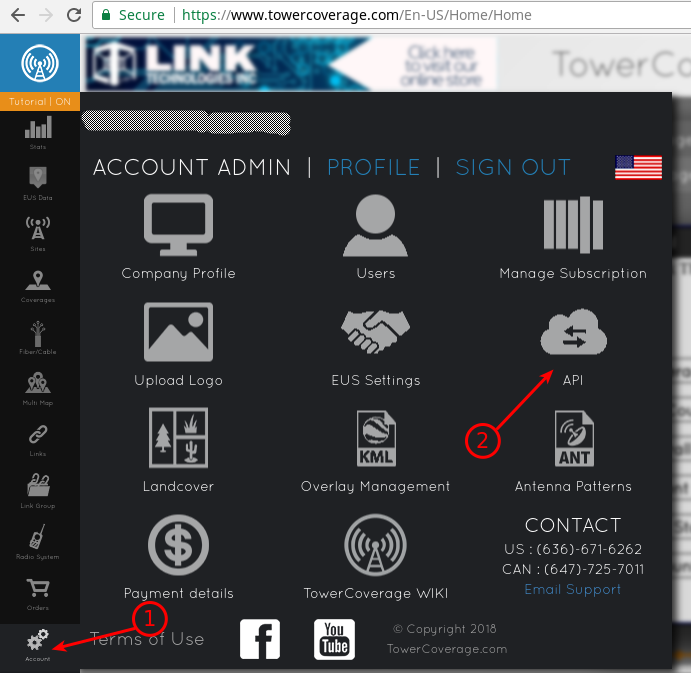 Secure https://www.towercoverage.com/En-US/Home/Home
LINK
TECHNOLOGIES INC
Click here
to visit our
online store
TowerCo
Tutorial | ON
Stats
EUS Data
Sites
Coverages
Fiber/Cable
Multi Map
Links
Link Group
Radio System
Orders
Account
ACCOUNT ADMIN | PROFILE | SIGN OUT
Company Profile
Users
Manage Subscription
Upload Logo
EUS Settings
API
2
Landcover
KML
Overlay Management
ANT
Antenna Patterns
Payment details
TowerCoverage WIKI
CONTACT
US : (636)-671-6262
CAN : (647)-725-7011
Email Support
1
Terms of Use
You
Tube
© Copyright 2018
TowerCoverage.com